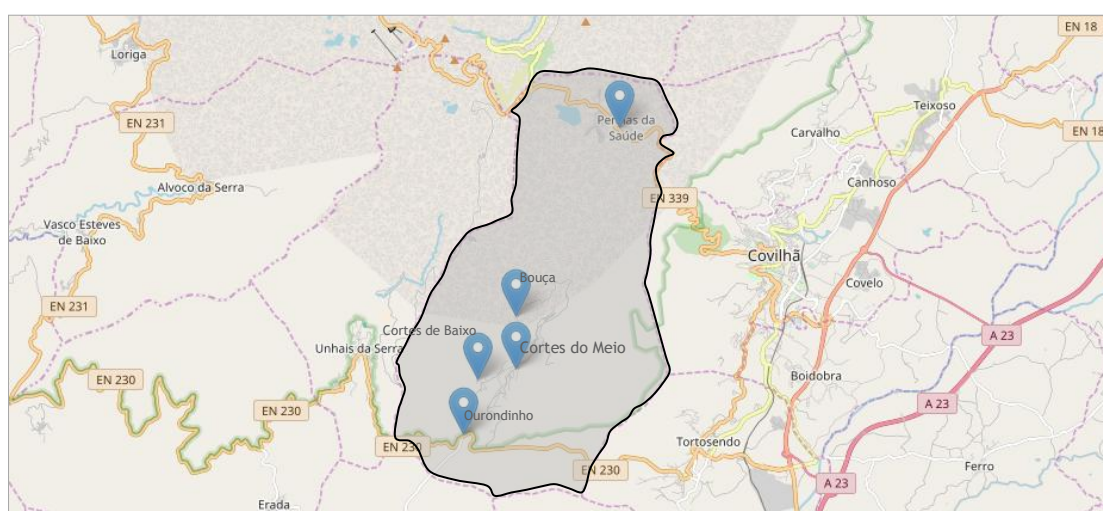 EN 18
Loriga
Teixoso
Penhas da
Saúde
EN 231
EN 18
Carvalho
Canhoso
Alvoco da Serra
EN 339
Vasco Esteves
de Baixo
Covilhã
Bouça
Covelo
EN 231
Cortes de Baixo
A 23
Unhais da Serra
Cortes do Meio
Boidobra
EN 230
A 23
EN 230
Ourondinho
EN 230
Tortosendo
EN 230
Ferro
A 23
Erada